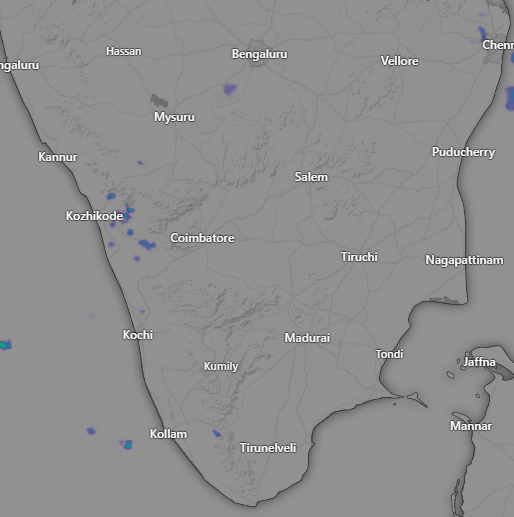 Hassan
Bengaluru
Chenn
ngaluru
Vellore
Mysuru
Kannur
Puducherry
Salem
Kozhikode
Coimbatore
Tiruchi
Nagapattinam
Kochi
Madurai
Tondi
Kumily
Jaffna
Kollam
Mannar
Tirunelveli